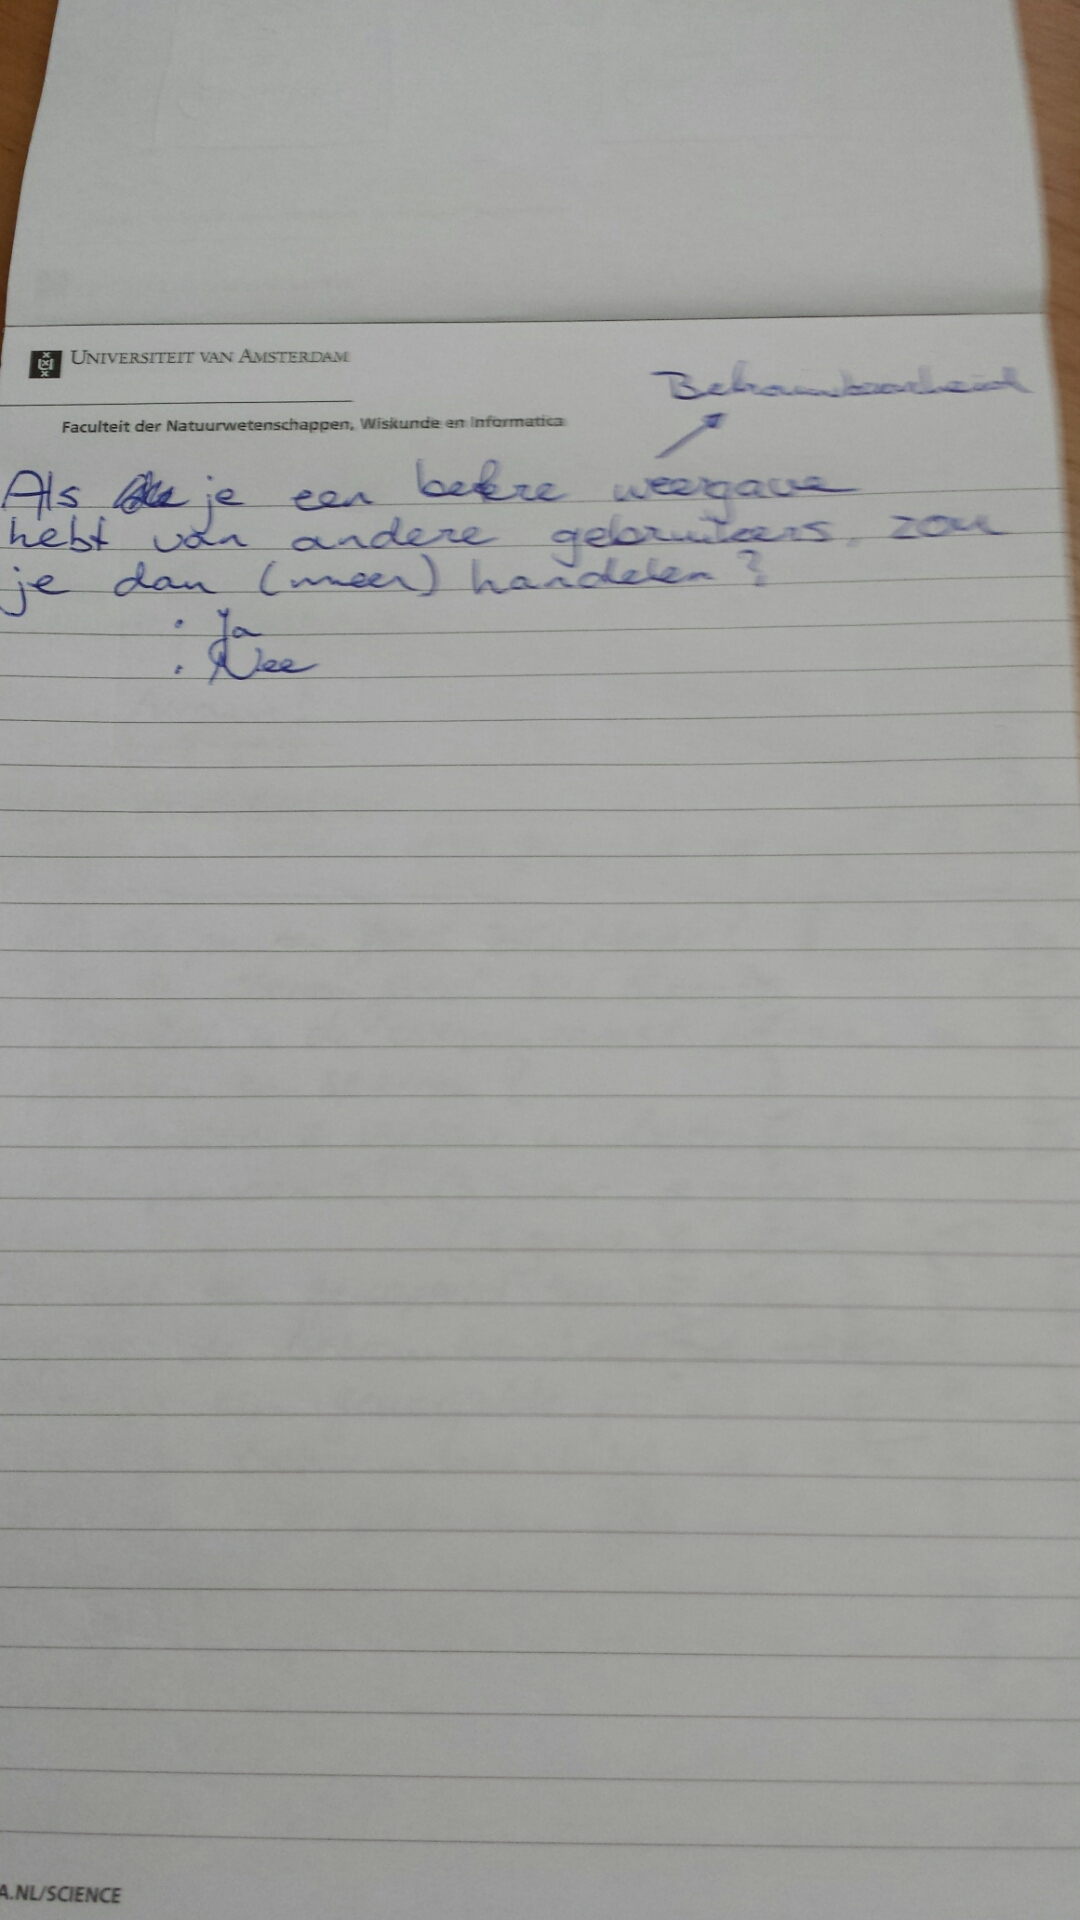 UNIVERSITEIT VAN AMSTERDAM
Betrouwbaarheid
Faculteit der Natuurwetenschappen, Wiskunde en Informatica
Als je een betere weergave
hebt van andere gebruikers, zou
je dan (meer) handelen?
• Ja
• Nee
A.NL/SCIENCE